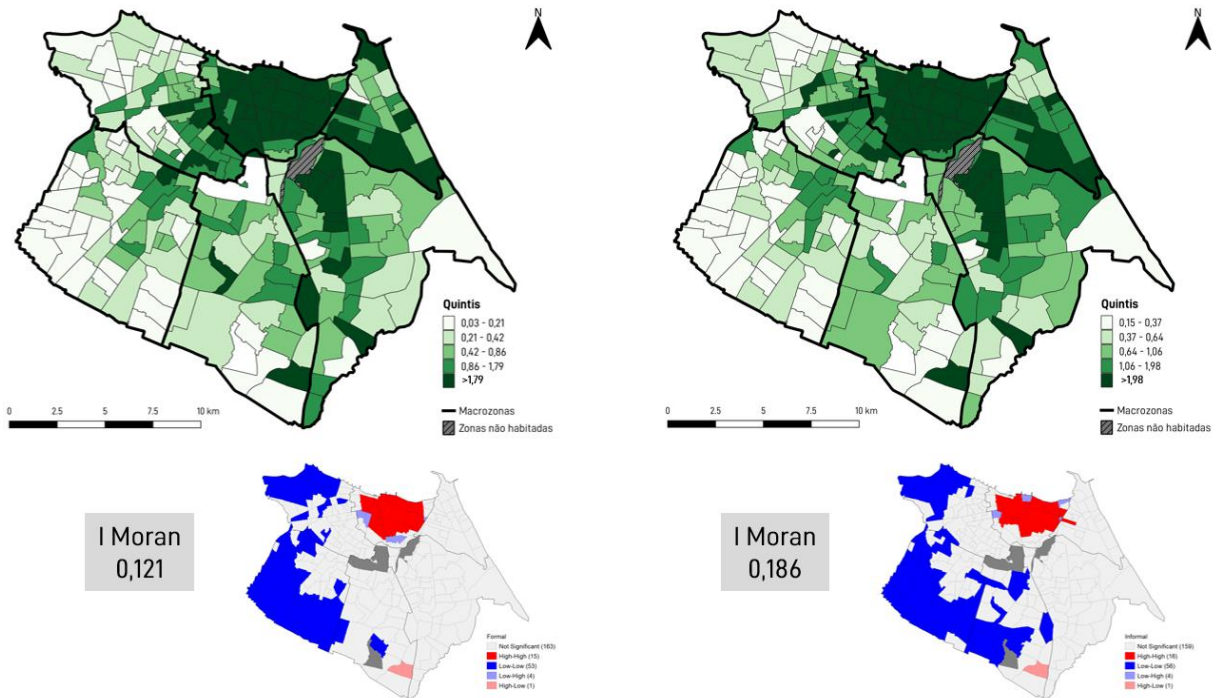 N
Quintis
0,03 - 0,21
0,21 - 0,42
0,42 - 0,86
0,86 - 1,79
>1,79
0 2.5 5 7.5 10 km
Macrozonas
Zonas não habitadas
N
Quintis
0,15 - 0,37
0,37 - 0,64
0,64 - 1,06
1,06 - 1,98
>1,98
0 2.5 5 7.5 10 km
Macrozonas
Zonas não habitadas
I Moran
0,121
Formal
Not Significant (163)
High-High (15)
Low-Low (53)
Low-High (4)
High-Low (1)
I Moran
0,186
Informal
Not Significant (159)
High-High (16)
Low-Low (56)
Low-High (4)
High-Low (1)